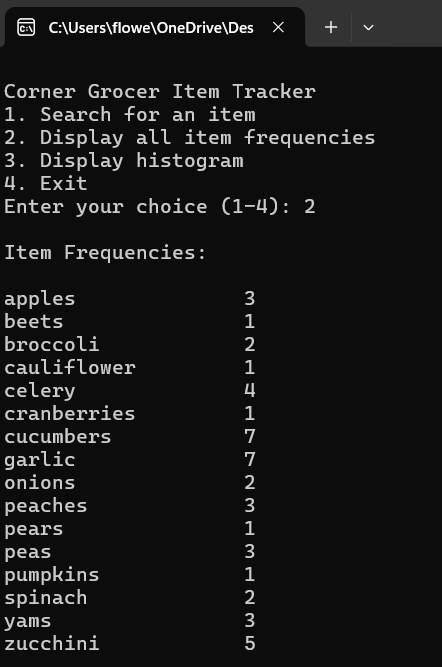 C:\Users\flowe\OneDrive\Des
Corner Grocer Item Tracker
1. Search for an item
2. Display all item frequencies
3. Display histogram
4. Exit
Enter your choice (1-4): 2
Item Frequencies:
apples 3
beets 1
broccoli 2
cauliflower 1
celery 4
cranberries 1
cucumbers 7
garlic 7
onions 2
peaches 3
pears 1
peas 3
pumpkins 1
spinach 2
yams 3
zucchini 5